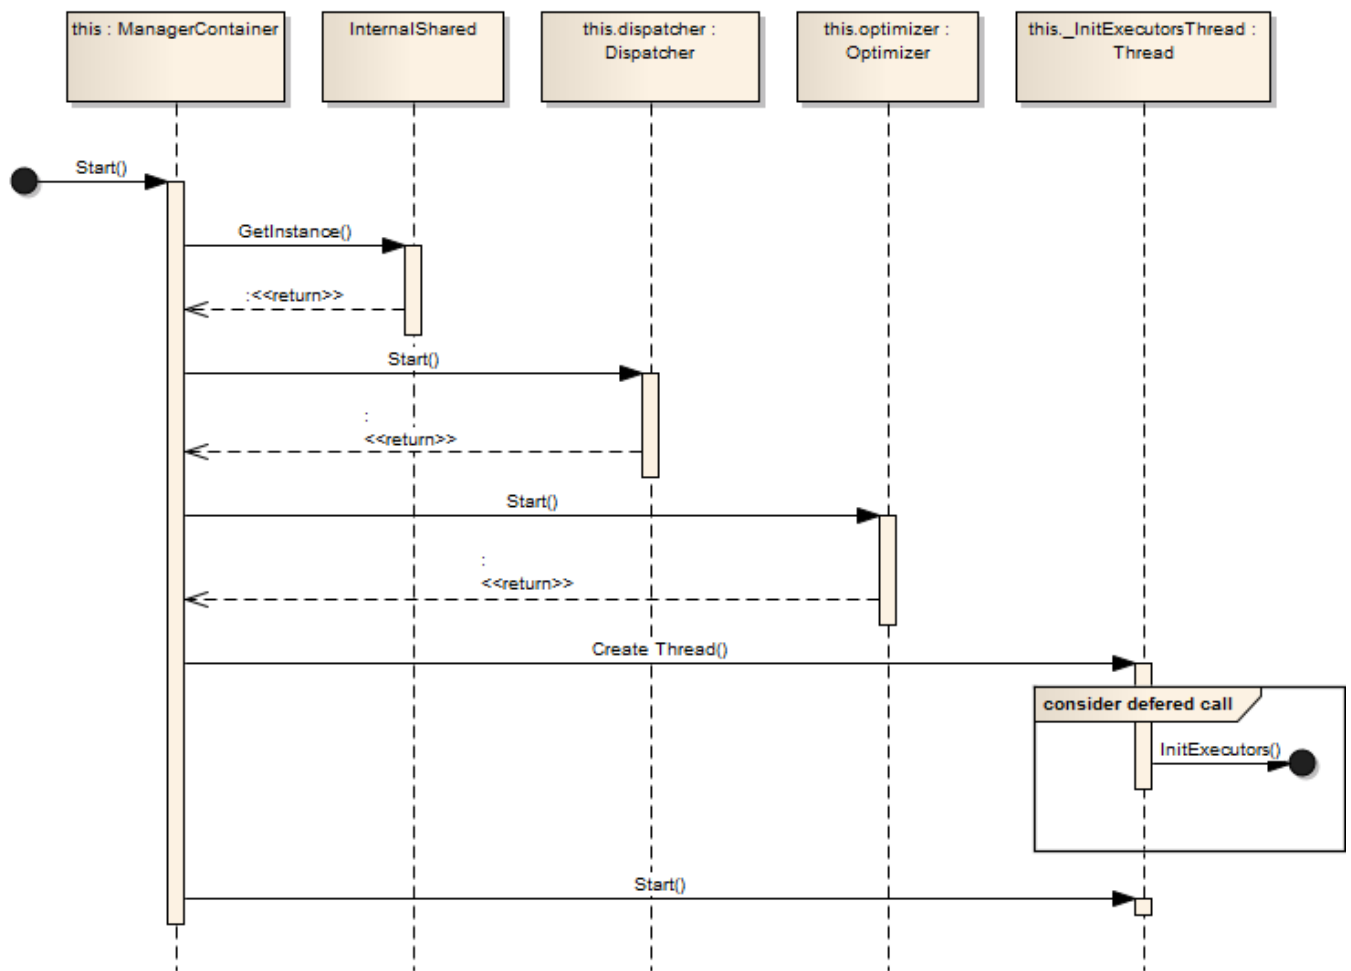 this : ManagerContainer
InternalShared
this.dispatcher :
Dispatcher
this.optimizer :
Optimizer
this._InitExecutorsThread :
Thread
Start()
GetInstance()
:<<return>>
Start()
:
<<return>>
Start()
:
<<return>>
Create Thread()
consider defered call
InitExecutors()
Start()